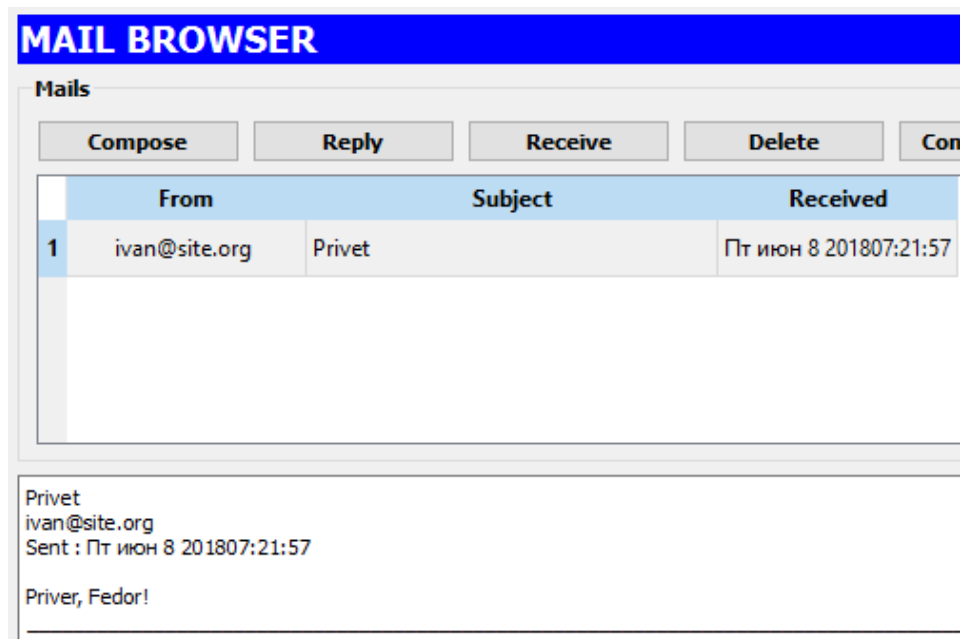 MAIL BROWSER
Mails
Compose Reply Receive Delete
From Subject Received
1 ivan@site.org Privet Пт июн 8 201807:21:57
Privet
ivan@site.org
Sent : Пт июн 8 201807:21:57
Priver, Fedor!